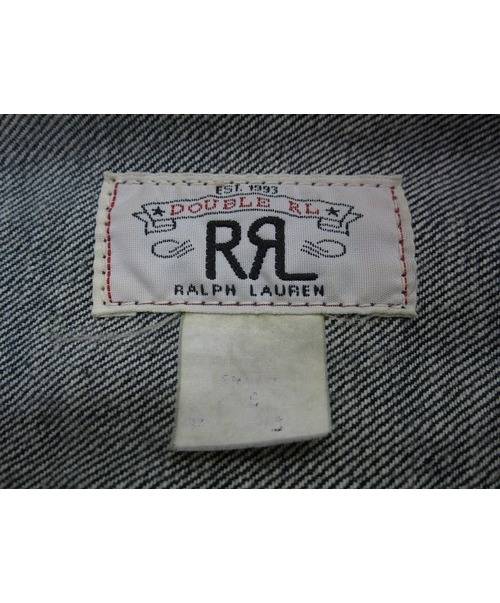 EST. 1993
DOUBLE RL
RRL
RALPH LAUREN